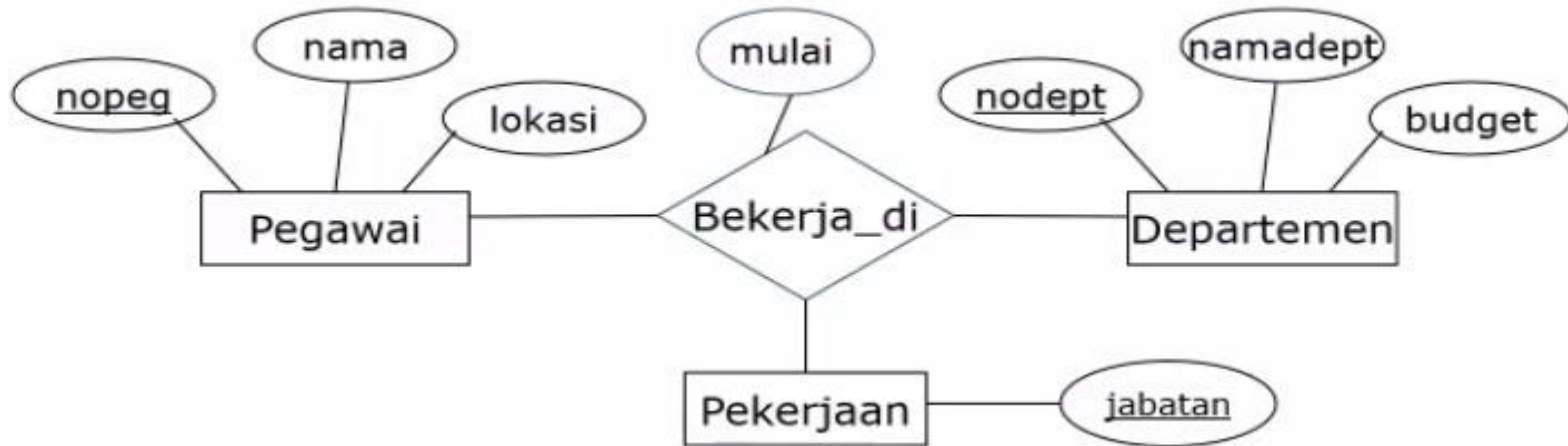 nama
mulai
namadept
nopeg
nodept
lokasi
budget
Pegawai
Bekerja_di
Departemen
Pekerjaan
jabatan